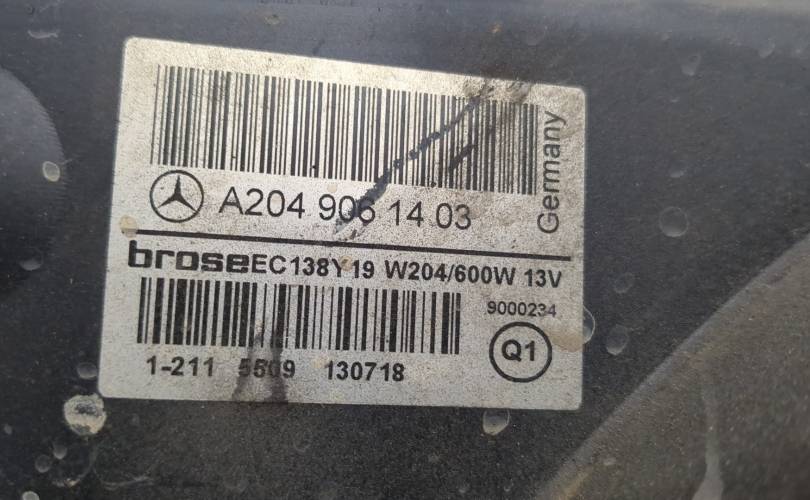 A204 906 14 03
Germany
broseEC138Y19 W204/600W 13V
9000234
Q1
1-211 5509 130718